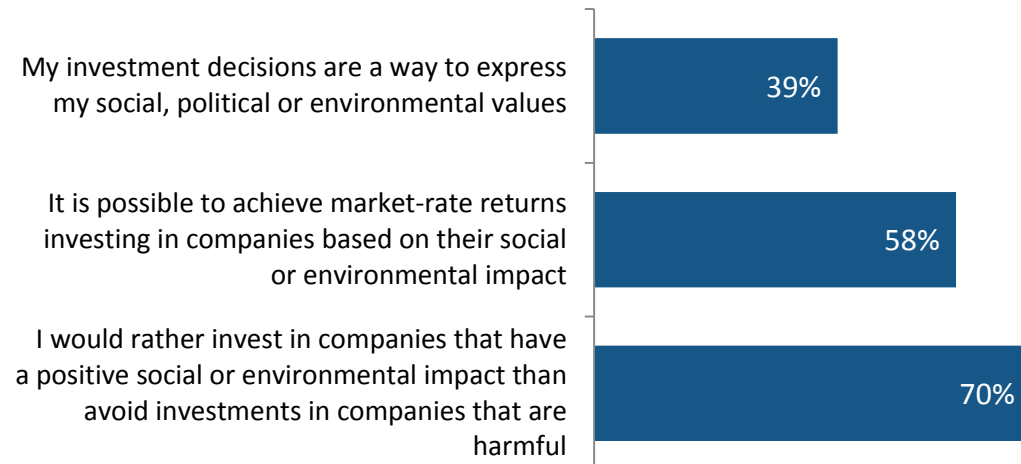 My investment decisions are a way to express
my social, political or environmental values
39%
It is possible to achieve market-rate returns
investing in companies based on their social
or environmental impact
58%
I would rather invest in companies that have
a positive social or environmental impact than
avoid investments in companies that are
harmful
70%